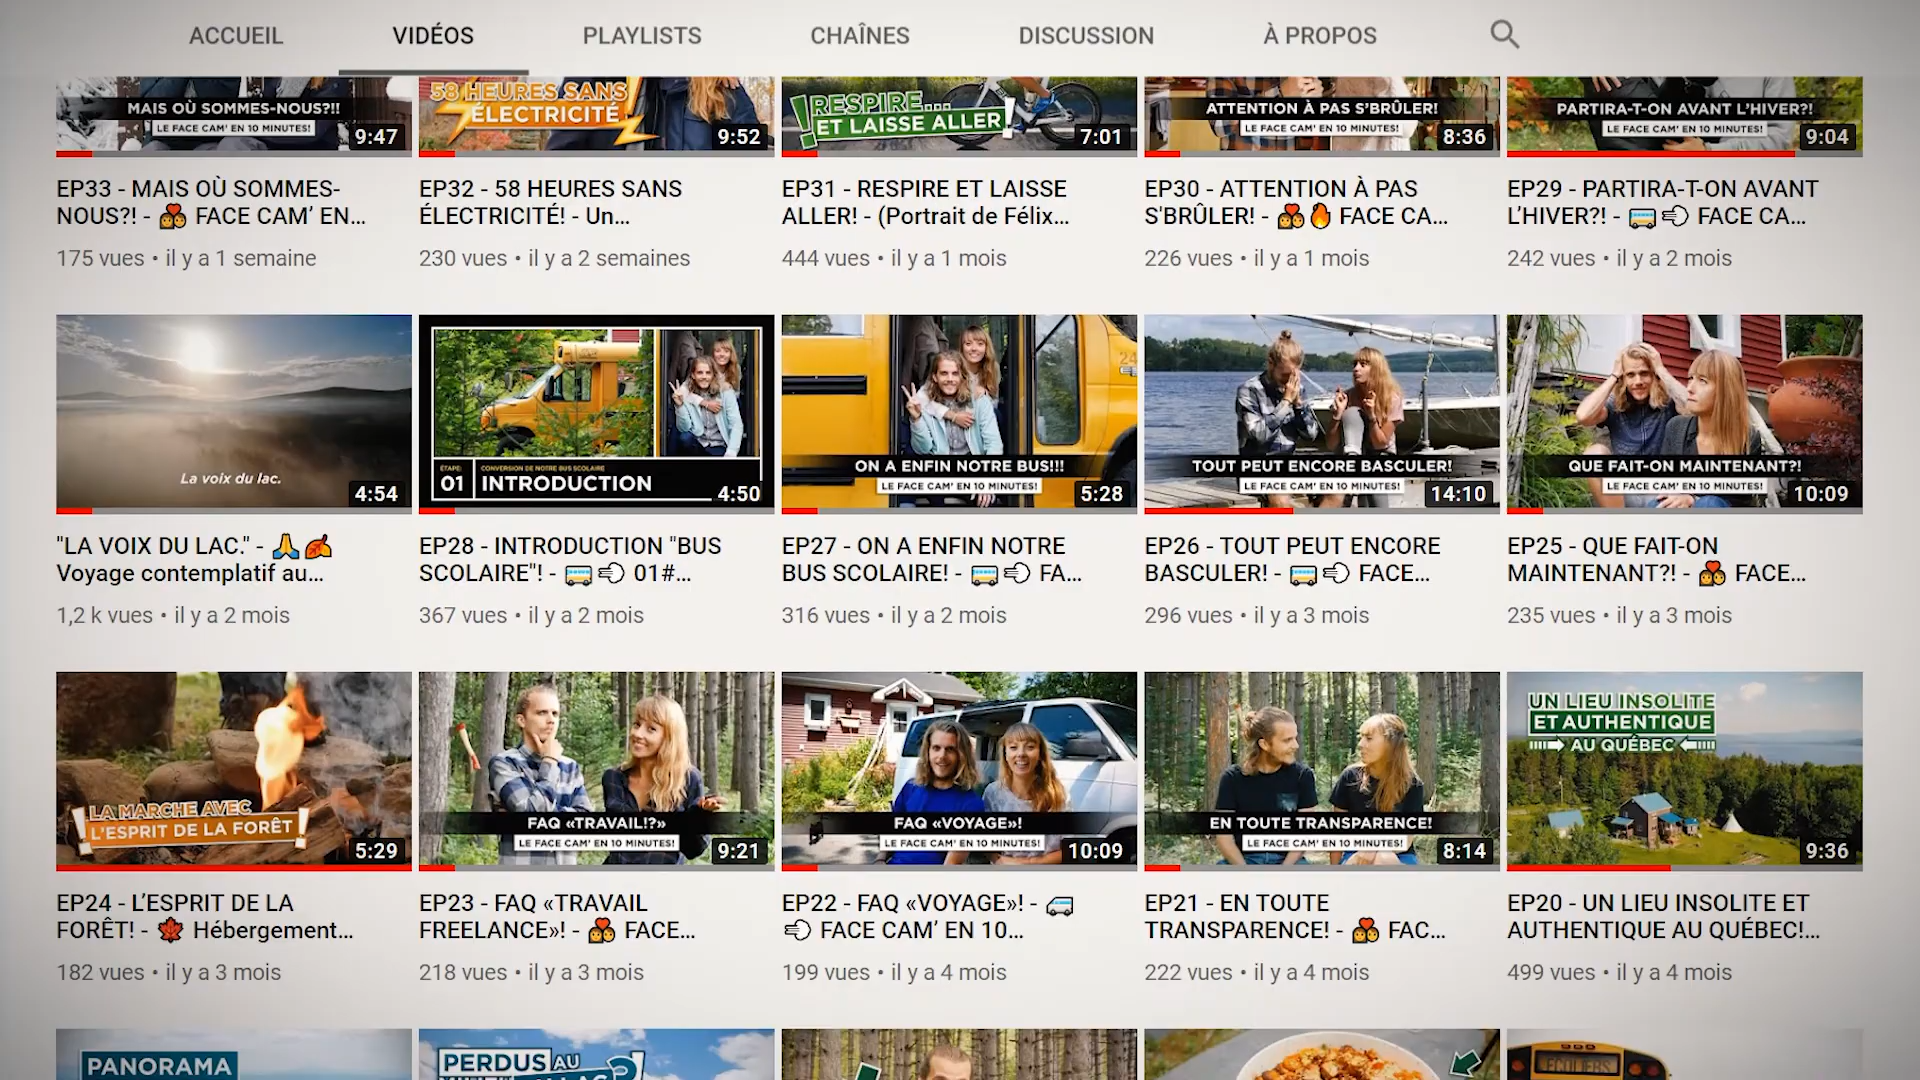 ACCUEIL
VIDÉOS
PLAYLISTS
CHAÎNES
DISCUSSION
À PROPOS
MAIS OÙ SOMMES-NOUS?!!
LE FACE CAM' EN 10 MINUTES!
9:47
58 HEURES SANS
ÉLECTRICITÉ
9:52
RESPIRE...
ET LAISSE ALLER!
7:01
ATTENTION À PAS S'BRÛLER!
LE FACE CAM' EN 10 MINUTES!
8:36
PARTIRA-T-ON AVANT L'HIVER?!
LE FACE CAM' EN 10 MINUTES!
9:04
EP33 - MAIS OÙ SOMMES-
NOUS?! - 💑 FACE CAM' EN...
175 vues • il y a 1 semaine
EP32 - 58 HEURES SANS
ÉLECTRICITÉ! - Un...
230 vues • il y a 2 semaines
EP31 - RESPIRE ET LAISSE
ALLER! - (Portrait de Félix...
444 vues • il y a 1 mois
EP30 - ATTENTION À PAS
S'BRÛLER! - 💑🔥 FACE CA...
226 vues • il y a 1 mois
EP29 - PARTIRA-T-ON AVANT
L'HIVER?! - 🚌💨 FACE CA...
242 vues • il y a 2 mois
La voix du lac.
4:54
ÉTAPE:
01
CONVERSION DE NOTRE BUS SCOLAIRE
INTRODUCTION
4:50
24
ON A ENFIN NOTRE BUS!!!
LE FACE CAM' EN 10 MINUTES!
5:28
TOUT PEUT ENCORE BASCULER!
LE FACE CAM' EN 10 MINUTES!
14:10
QUE FAIT-ON MAINTENANT?!
LE FACE CAM' EN 10 MINUTES!
10:09
"LA VOIX DU LAC." - 🙏🍂
Voyage contemplatif au...
1,2 k vues • il y a 2 mois
EP28 - INTRODUCTION "BUS
SCOLAIRE"! - 🚌💨 01#...
367 vues • il y a 2 mois
EP27 - ON A ENFIN NOTRE
BUS SCOLAIRE! - 🚌💨 FA...
316 vues • il y a 2 mois
EP26 - TOUT PEUT ENCORE
BASCULER! - 🚌💨 FACE...
296 vues • il y a 3 mois
EP25 - QUE FAIT-ON
MAINTENANT?! - 💑 FACE...
235 vues • il y a 3 mois
LA MARCHE AVEC
L'ESPRIT DE LA FORÊT!
5:29
FAQ «TRAVAIL!?»
LE FACE CAM' EN 10 MINUTES!
9:21
FAQ «VOYAGE»!
LE FACE CAM' EN 10 MINUTES!
10:09
EN TOUTE TRANSPARENCE!
LE FACE CAM' EN 10 MINUTES!
8:14
UN LIEU INSOLITE
ET AUTHENTIQUE
AU QUÉBEC
9:36
EP24 - L'ESPRIT DE LA
FORÊT! - 🍁 Hébergement...
182 vues • il y a 3 mois
EP23 - FAQ «TRAVAIL
FREELANCE»! - 💑 FACE...
218 vues • il y a 3 mois
EP22 - FAQ «VOYAGE»! - 🚐
💨 FACE CAM' EN 10...
199 vues • il y a 4 mois
EP21 - EN TOUTE
TRANSPARENCE! - 💑 FAC...
222 vues • il y a 4 mois
EP20 - UN LIEU INSOLITE ET
AUTHENTIQUE AU QUÉBEC!...
499 vues • il y a 4 mois
PANORAMA
PERDUS AU
ÉCOLIERS